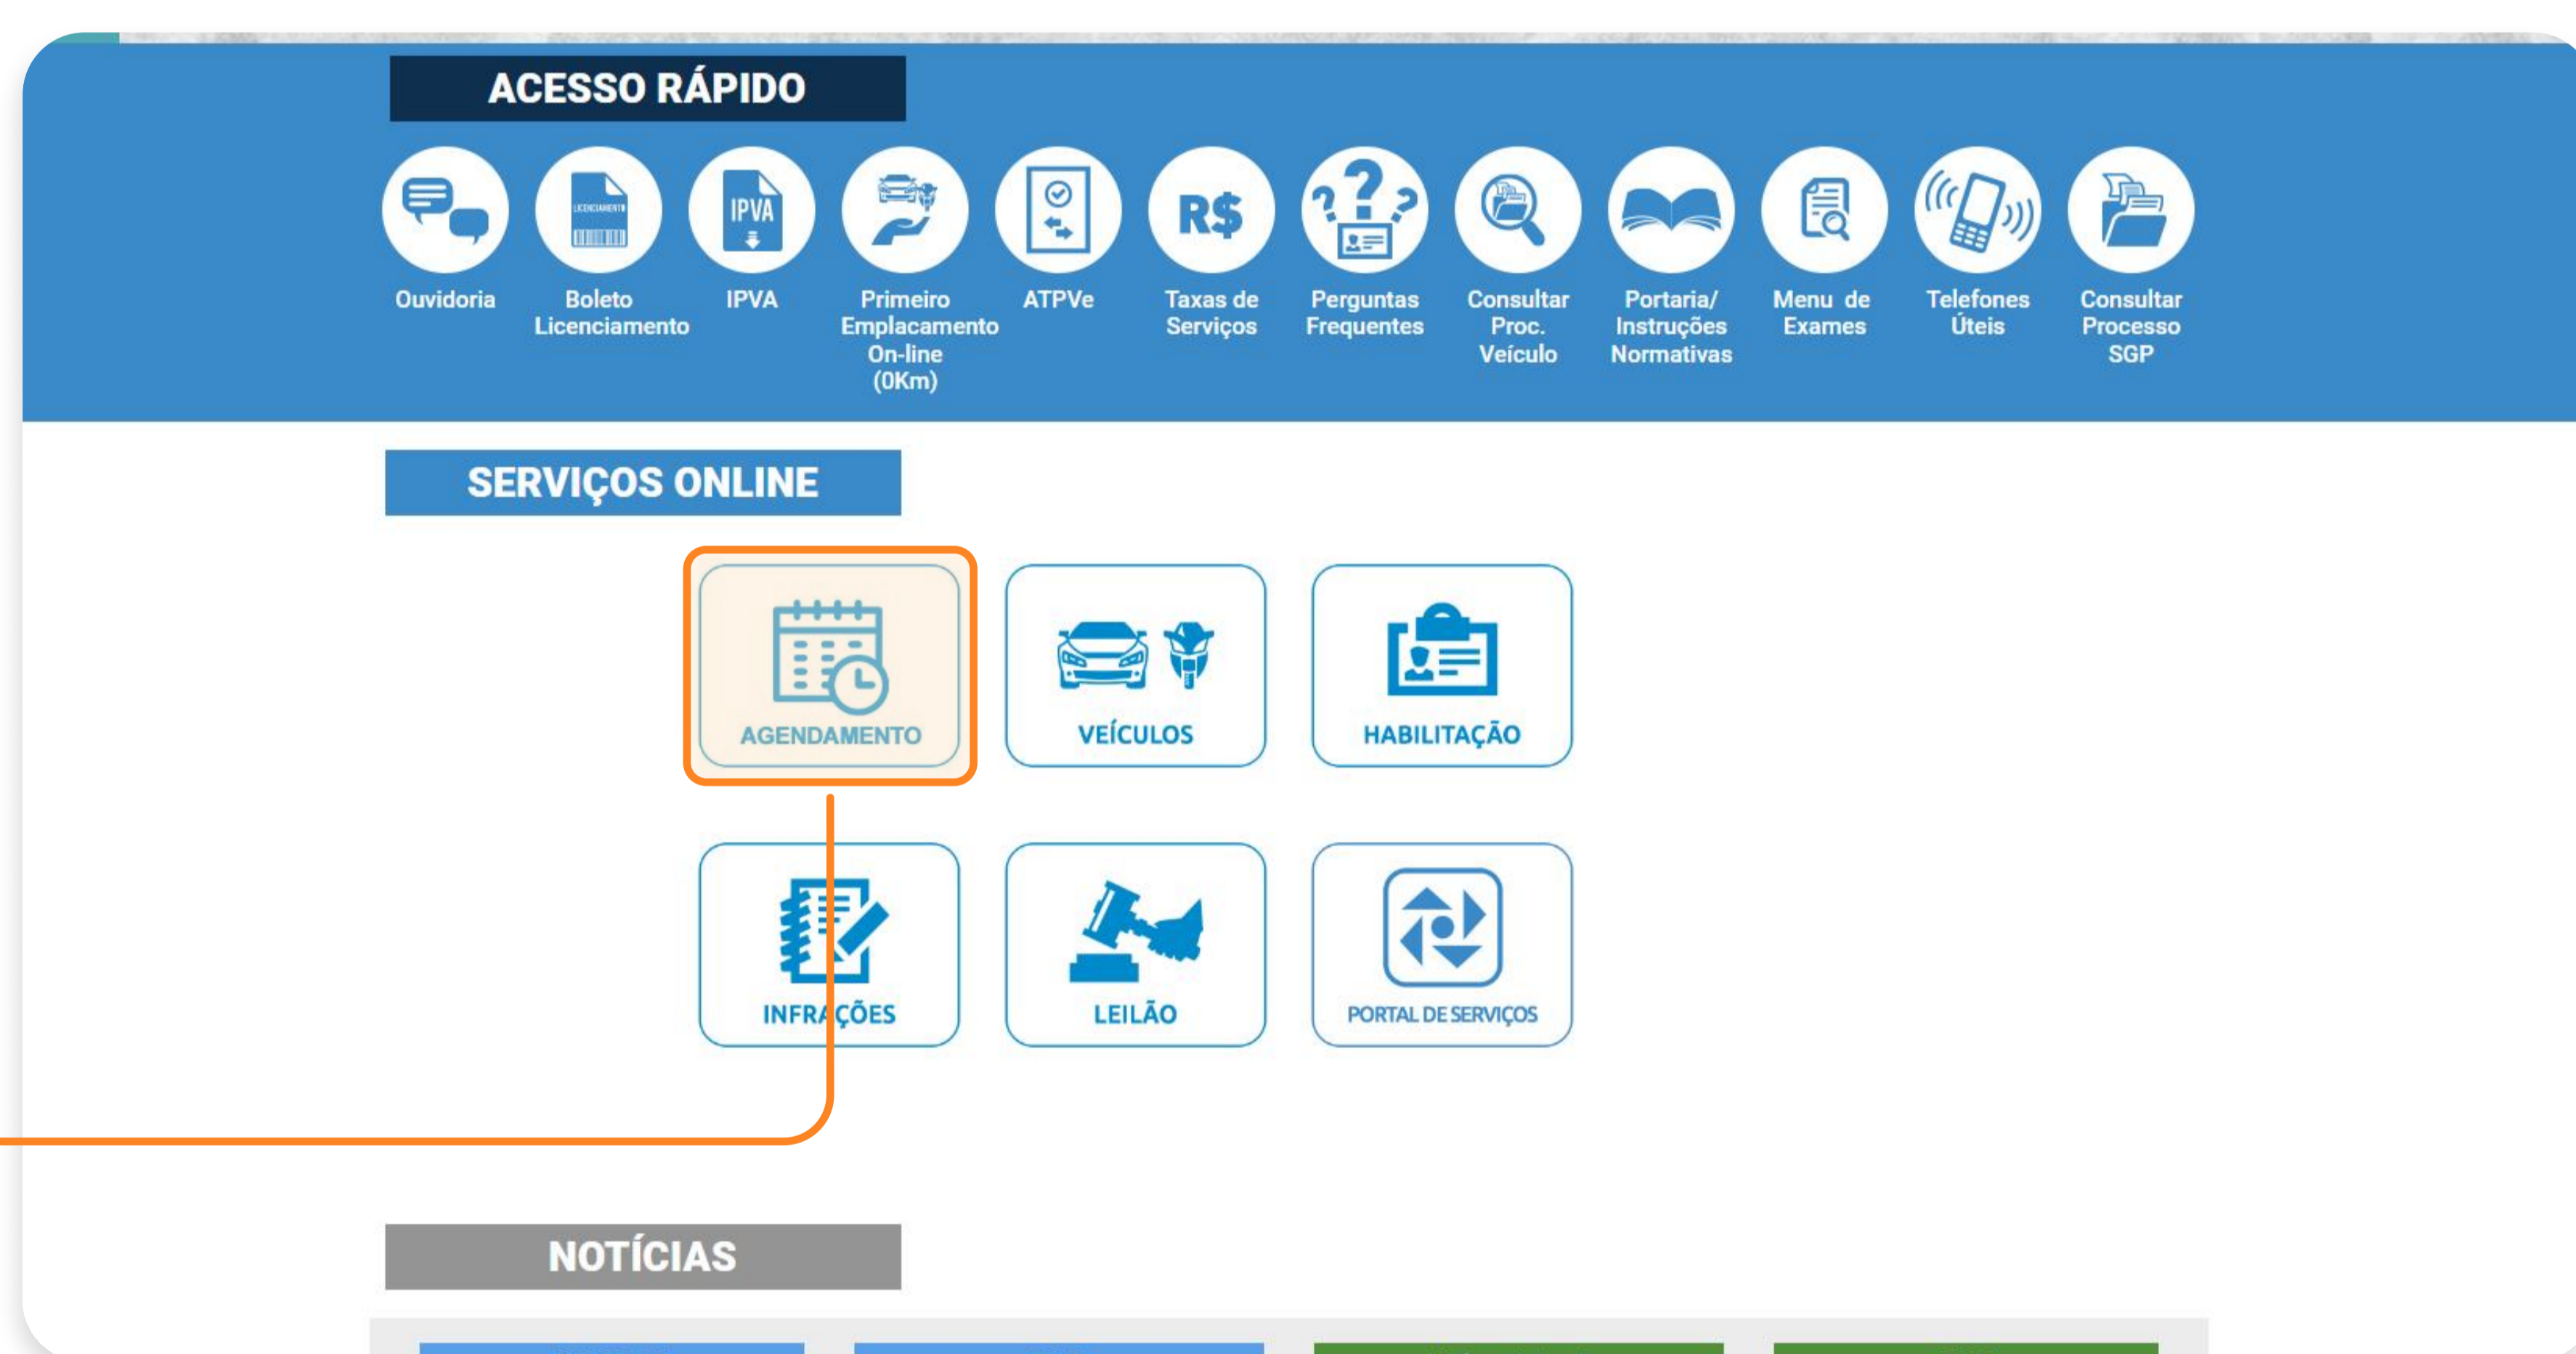 ACESSO RÁPIDO
LICENCIAMENTO
IPVA
R$
? ? ?
Ouvidoria
Boleto
Licenciamento
IPVA
Primeiro
Emplacamento
On-line
(0Km)
ATPVe
Taxas de
Serviços
Perguntas
Frequentes
Consultar
Proc.
Veículo
Portaria/
Instruções
Normativas
Menu de
Exames
Telefones
Úteis
Consultar
Processo
SGP
SERVIÇOS ONLINE
AGENDAMENTO
VEÍCULOS
HABILITAÇÃO
INFRAÇÕES
LEILÃO
PORTAL DE SERVIÇOS
NOTÍCIAS